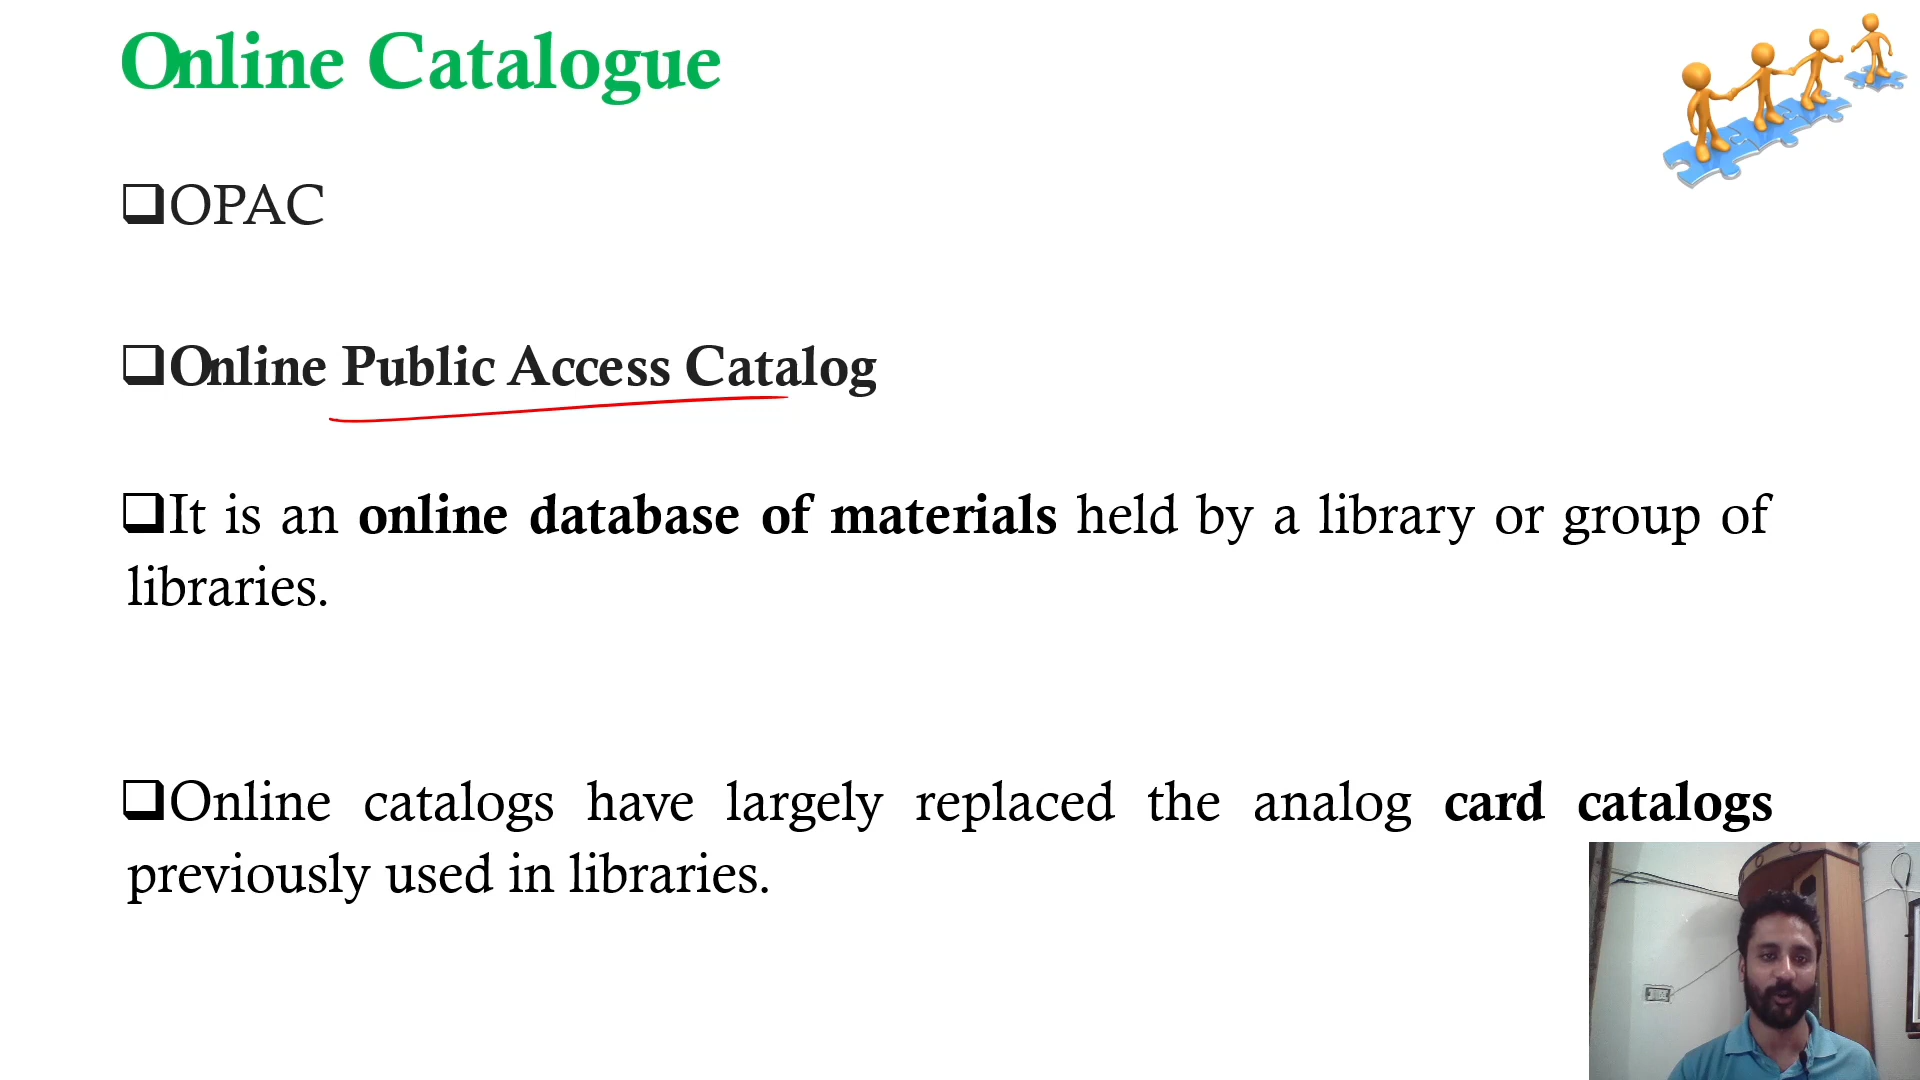 Online Catalogue
❑OPAC
❑Online Public Access Catalog
❑It is an online database of materials held by a library or group of
libraries.
❑Online catalogs have largely replaced the analog card catalogs
previously used in libraries.